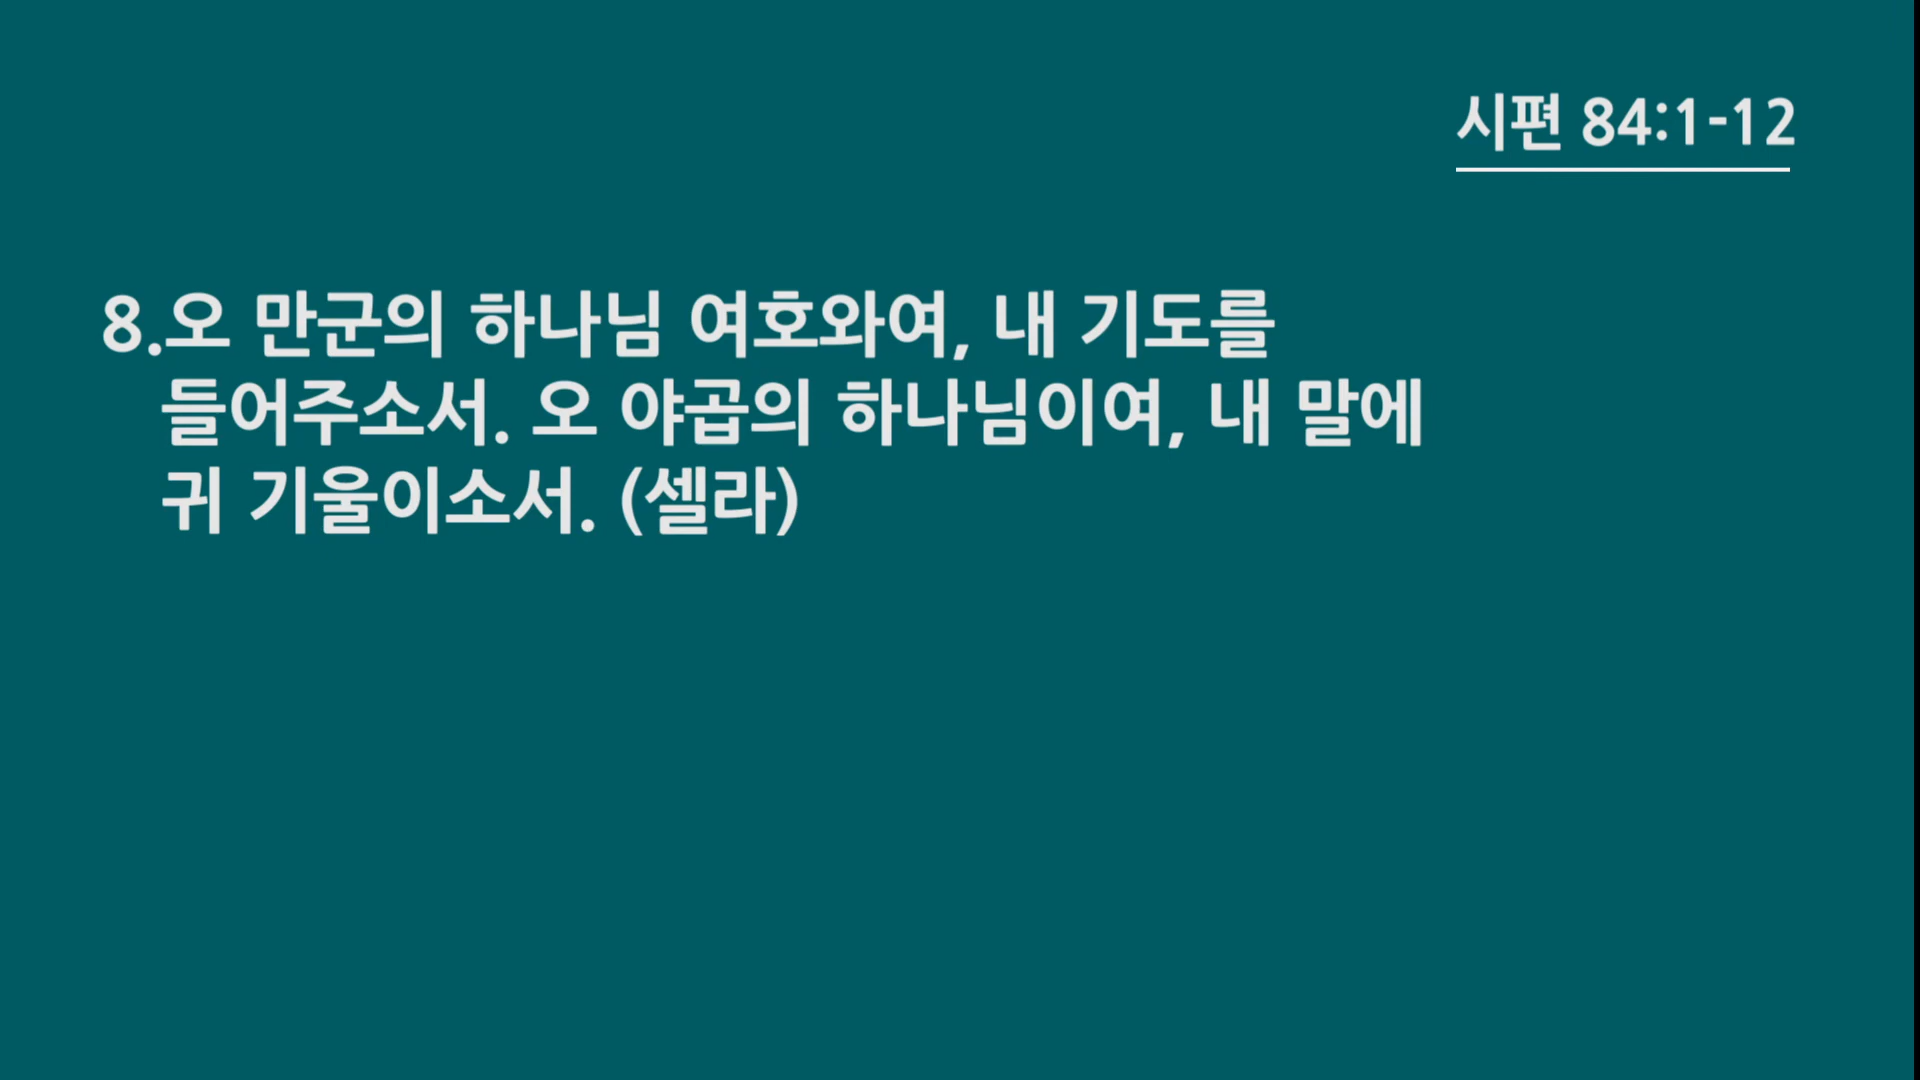 시편 84:1-12
8.오 만군의 하나님 여호와여, 내 기도를
들어주소서. 오 야곱의 하나님이여, 내 말에
귀 기울이소서. (셀라)